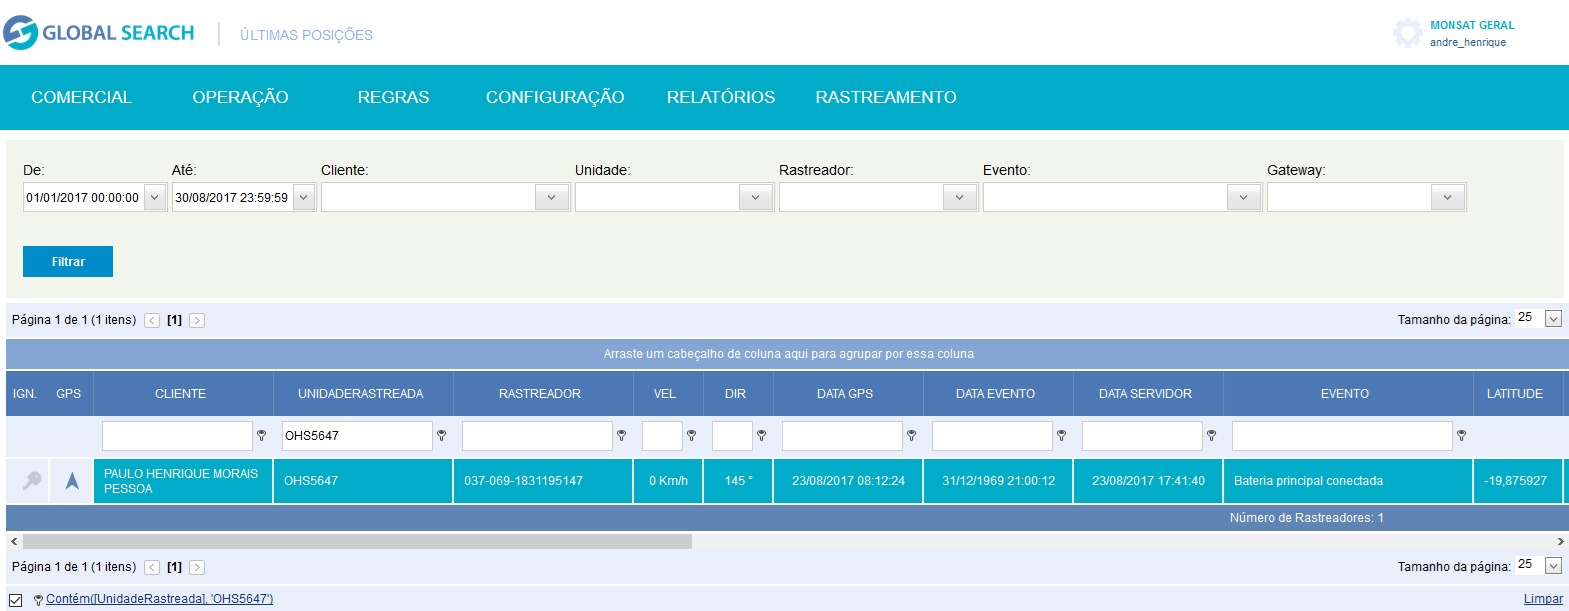 GLOBAL SEARCH
ÚLTIMAS POSIÇÕES
MONSAT GERAL
andre_henrique
COMERCIAL OPERAÇÃO REGRAS CONFIGURAÇÃO RELATÓRIOS RASTREAMENTO
De: Até: Cliente: Unidade: Rastreador: Evento: Gateway:
01/01/2017 00:00:00 30/08/2017 23:59:59
Filtrar
Página 1 de 1 (1 itens) [1] Tamanho da página: 25
Arraste um cabeçalho de coluna aqui para agrupar por essa coluna
IGN. GPS CLIENTE UNIDADERASTREADA RASTREADOR VEL DIR DATA GPS DATA EVENTO DATA SERVIDOR EVENTO LATITUDE
OHS5647
PAULO HENRIQUE MORAIS PESSOA OHS5647 037-069-1831195147 0 Km/h 145 ° 23/08/2017 08:12:24 31/12/1969 21:00:12 23/08/2017 17:41:40 Bateria principal conectada -19,875927
Número de Rastreadores: 1
Página 1 de 1 (1 itens) [1] Tamanho da página: 25
Contém([UnidadeRastreada], 'OHS5647') Limpar